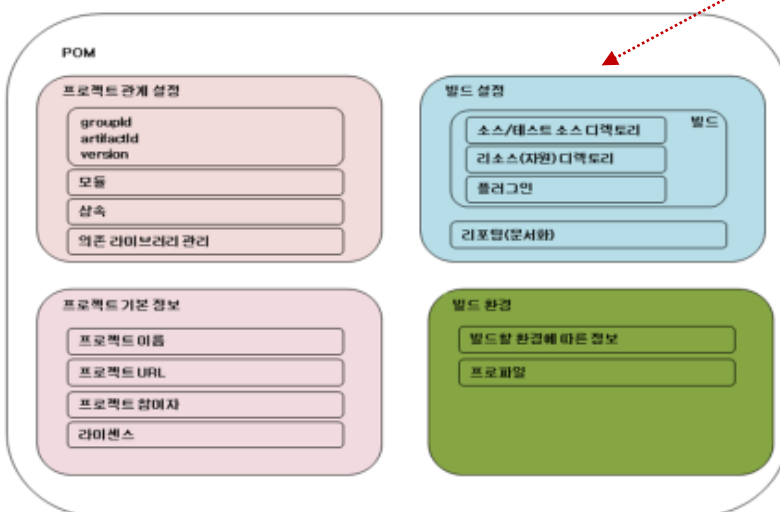 POM
프로젝트 관계 설정
groupId
artifactId
version
모듈
상속
의존 라이브러리 관리
빌드 설정
빌드
소스/테스트 소스 디렉토리
리소스(자원) 디렉토리
플러그인
리포팅(문서화)
프로젝트 기본 정보
프로젝트 이름
프로젝트 URL
프로젝트 참여자
라이센스
빌드 환경
빌드할 환경에 따른 정보
프로파일